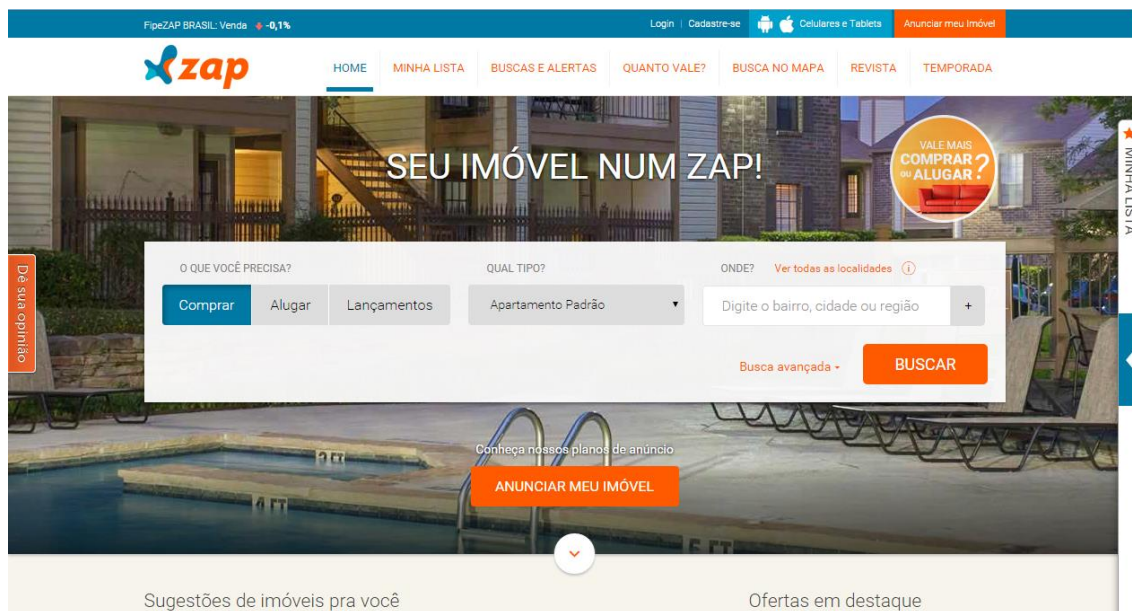 FipeZAP BRASIL: Venda -0,1%
Login | Cadastre-se
Celulares e Tablets
Anunciar meu Imóvel
zap
HOME
MINHA LISTA
BUSCAS E ALERTAS
QUANTO VALE?
BUSCA NO MAPA
REVISTA
TEMPORADA
SEU IMÓVEL NUM ZAP!
VALE MAIS
COMPRAR
OU ALUGAR?
MINHA LISTA
Dê sua opinião
O QUE VOCÊ PRECISA?
QUAL TIPO?
ONDE? Ver todas as localidades i
Comprar
Alugar
Lançamentos
Apartamento Padrão
Digite o bairro, cidade ou região
+
Busca avançada
BUSCAR
Conheça nossos planos de anúncio
ANUNCIAR MEU IMÓVEL
Sugestões de imóveis pra você
Ofertas em destaque